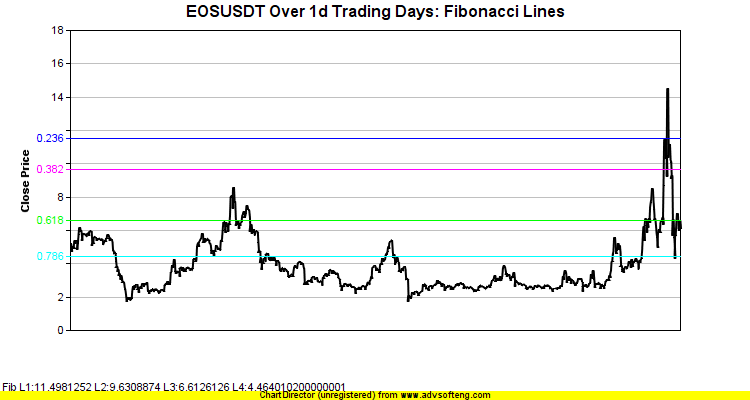 EOSUSDT Over 1d Trading Days: Fibonacci Lines
18
16
14
0.236
0.382
8
0.618
0.786
2
0
Close Price
Fib L1:11.4981252 L2:9.6308874 L3:6.6126126 L4:4.464010200000001
ChartDirector (unregistered) from www.advsofteng.com